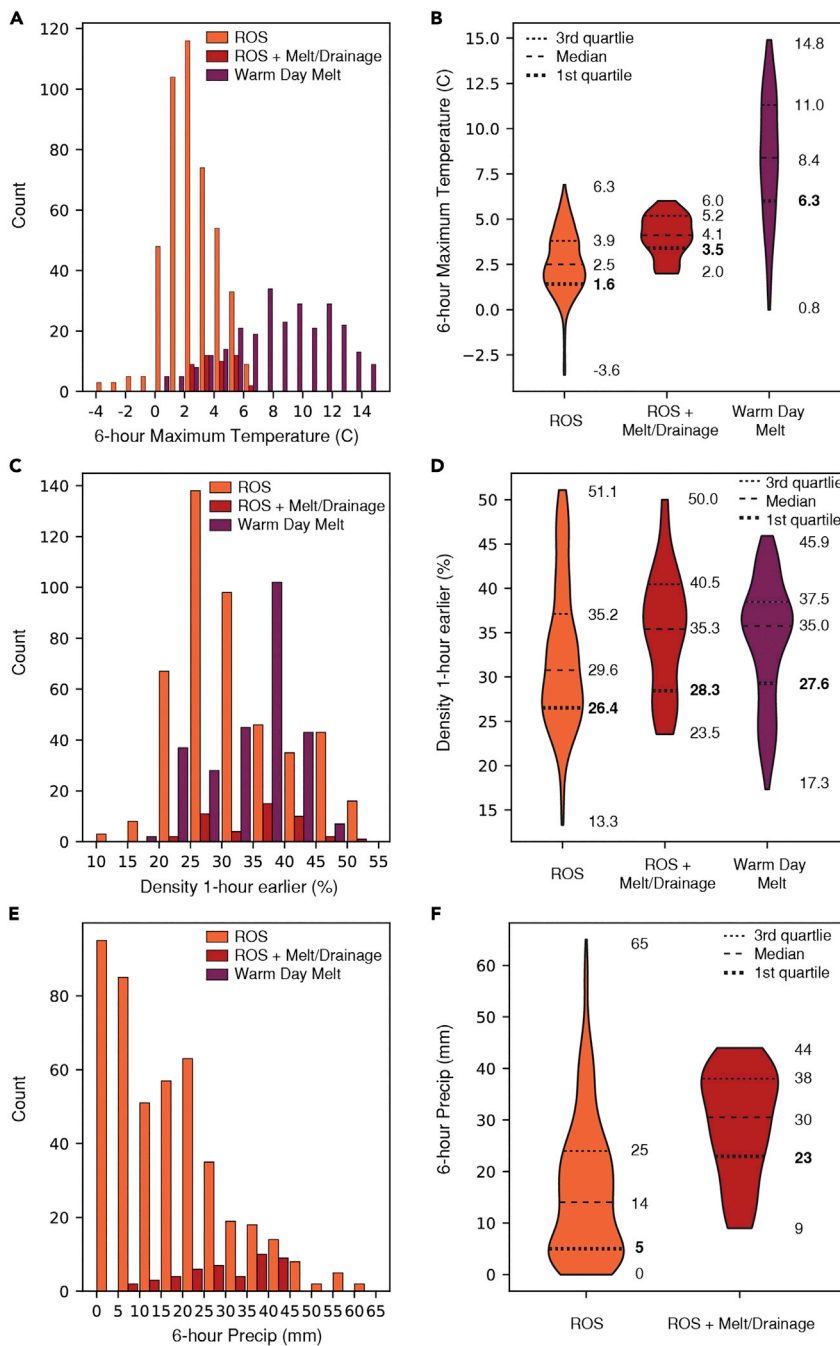 A
120
100
80
60
40
20
0
Count
ROS
ROS + Melt/Drainage
Warm Day Melt
-4 -2 0 2 4 6 8 10 12 14
6-hour Maximum Temperature (C)
B
15.0
12.5
10.0
7.5
5.0
2.5
0.0
−2.5
6-hour Maximum Temperature (C)
3rd quartlie
Median
1st quartile
6.3
3.9
2.5
1.6
-3.6
6.0
5.2
4.1
3.5
2.0
14.8
11.0
8.4
6.3
0.8
ROS
ROS +
Melt/Drainage
Warm Day
Melt
C
140
120
100
80
60
40
20
0
Count
ROS
ROS + Melt/Drainage
Warm Day Melt
10 15 20 25 30 35 40 45 50 55
Density 1-hour earlier (%)
D
50
45
40
35
30
25
20
15
Density 1-hour earlier (%)
3rd quartlie
Median
1st quartile
51.1
35.2
29.6
26.4
13.3
50.0
40.5
35.3
28.3
23.5
45.9
37.5
35.0
27.6
17.3
ROS
ROS +
Melt/Drainage
Warm Day
Melt
E
80
60
40
20
0
Count
ROS
ROS + Melt/Drainage
Warm Day Melt
0 5 10 15 20 25 30 35 40 45 50 55 60 65
6-hour Precip (mm)
F
60
50
40
30
20
10
0
6-hour Precip (mm)
3rd quartlie
Median
1st quartile
65
25
14
5
0
44
38
30
23
9
ROS
ROS + Melt/Drainage